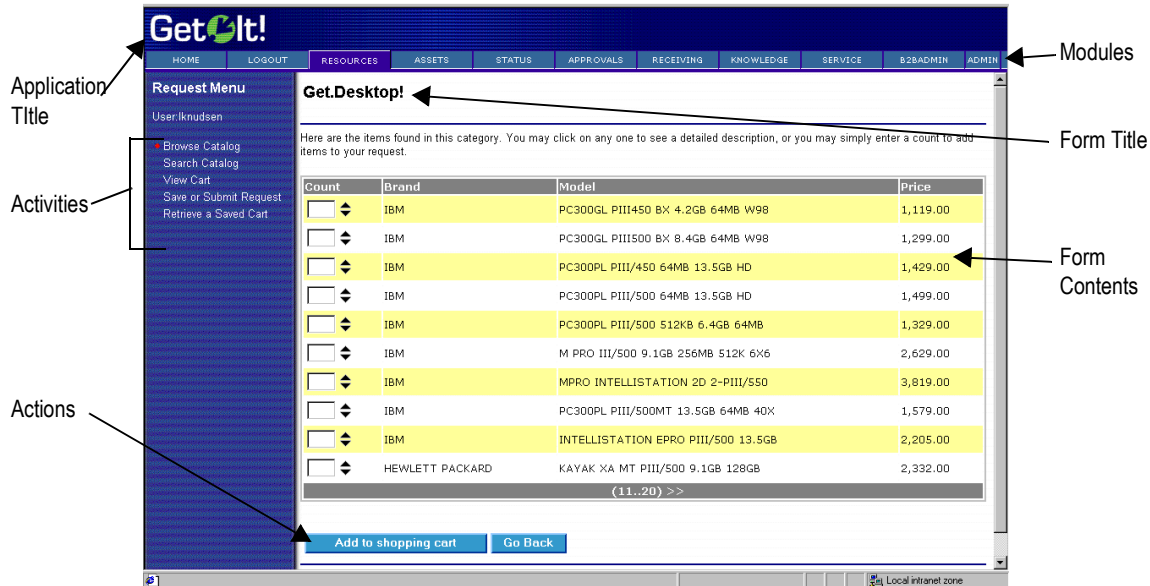 Get It!
HOME LOGOUT RESOURCES ASSETS STATUS APPROVALS RECEIVING KNOWLEDGE SERVICE B2BADMIN ADMIN
Modules
Application
TItle
Request Menu
Get.Desktop!
User:lknudsen
Form Title
Here are the items found in this category. You may click on any one to see a detailed description, or you may simply enter a count to add
items to your request.
Activities
Browse Catalog
Search Catalog
View Cart
Save or Submit Request
Retrieve a Saved Cart
Count Brand Model Price
IBM PC300GL PIII450 BX 4.2GB 64MB W98 1,119.00
IBM PC300GL PIII500 BX 8.4GB 64MB W98 1,299.00
IBM PC300PL PIII/450 64MB 13.5GB HD 1,429.00
IBM PC300PL PIII/500 64MB 13.5GB HD 1,499.00
IBM PC300PL PIII/500 512KB 6.4GB 64MB 1,329.00
IBM M PRO III/500 9.1GB 256MB 512K 6X6 2,629.00
IBM MPRO INTELLISTATION 2D 2-PIII/550 3,819.00
IBM PC300PL PIII/500MT 13.5GB 64MB 40X 1,579.00
IBM INTELLISTATION EPRO PIII/500 13.5GB 2,205.00
HEWLETT PACKARD KAYAK XA MT PIII/500 9.1GB 128GB 2,332.00
(11..20) >>
Form
Contents
Actions
Add to shopping cart Go Back
Local intranet zone